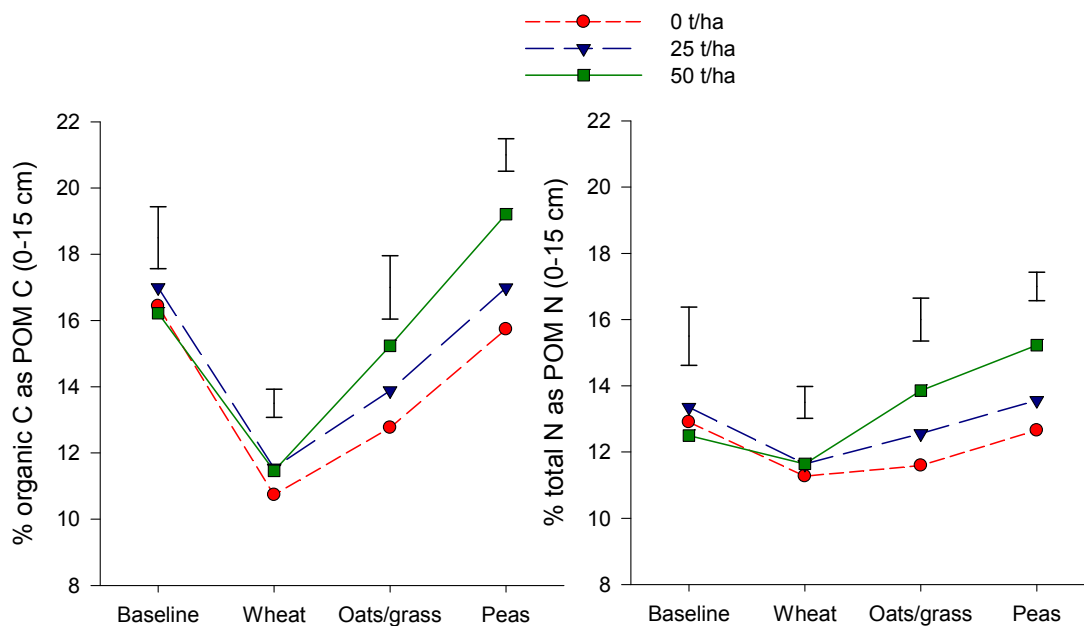 0 t/ha
25 t/ha
50 t/ha
% organic C as POM C (0-15 cm)
22
20
18
16
14
12
10
8
Baseline Wheat Oats/grass Peas
% total N as POM N (0-15 cm)
22
20
18
16
14
12
10
8
Baseline Wheat Oats/grass Peas